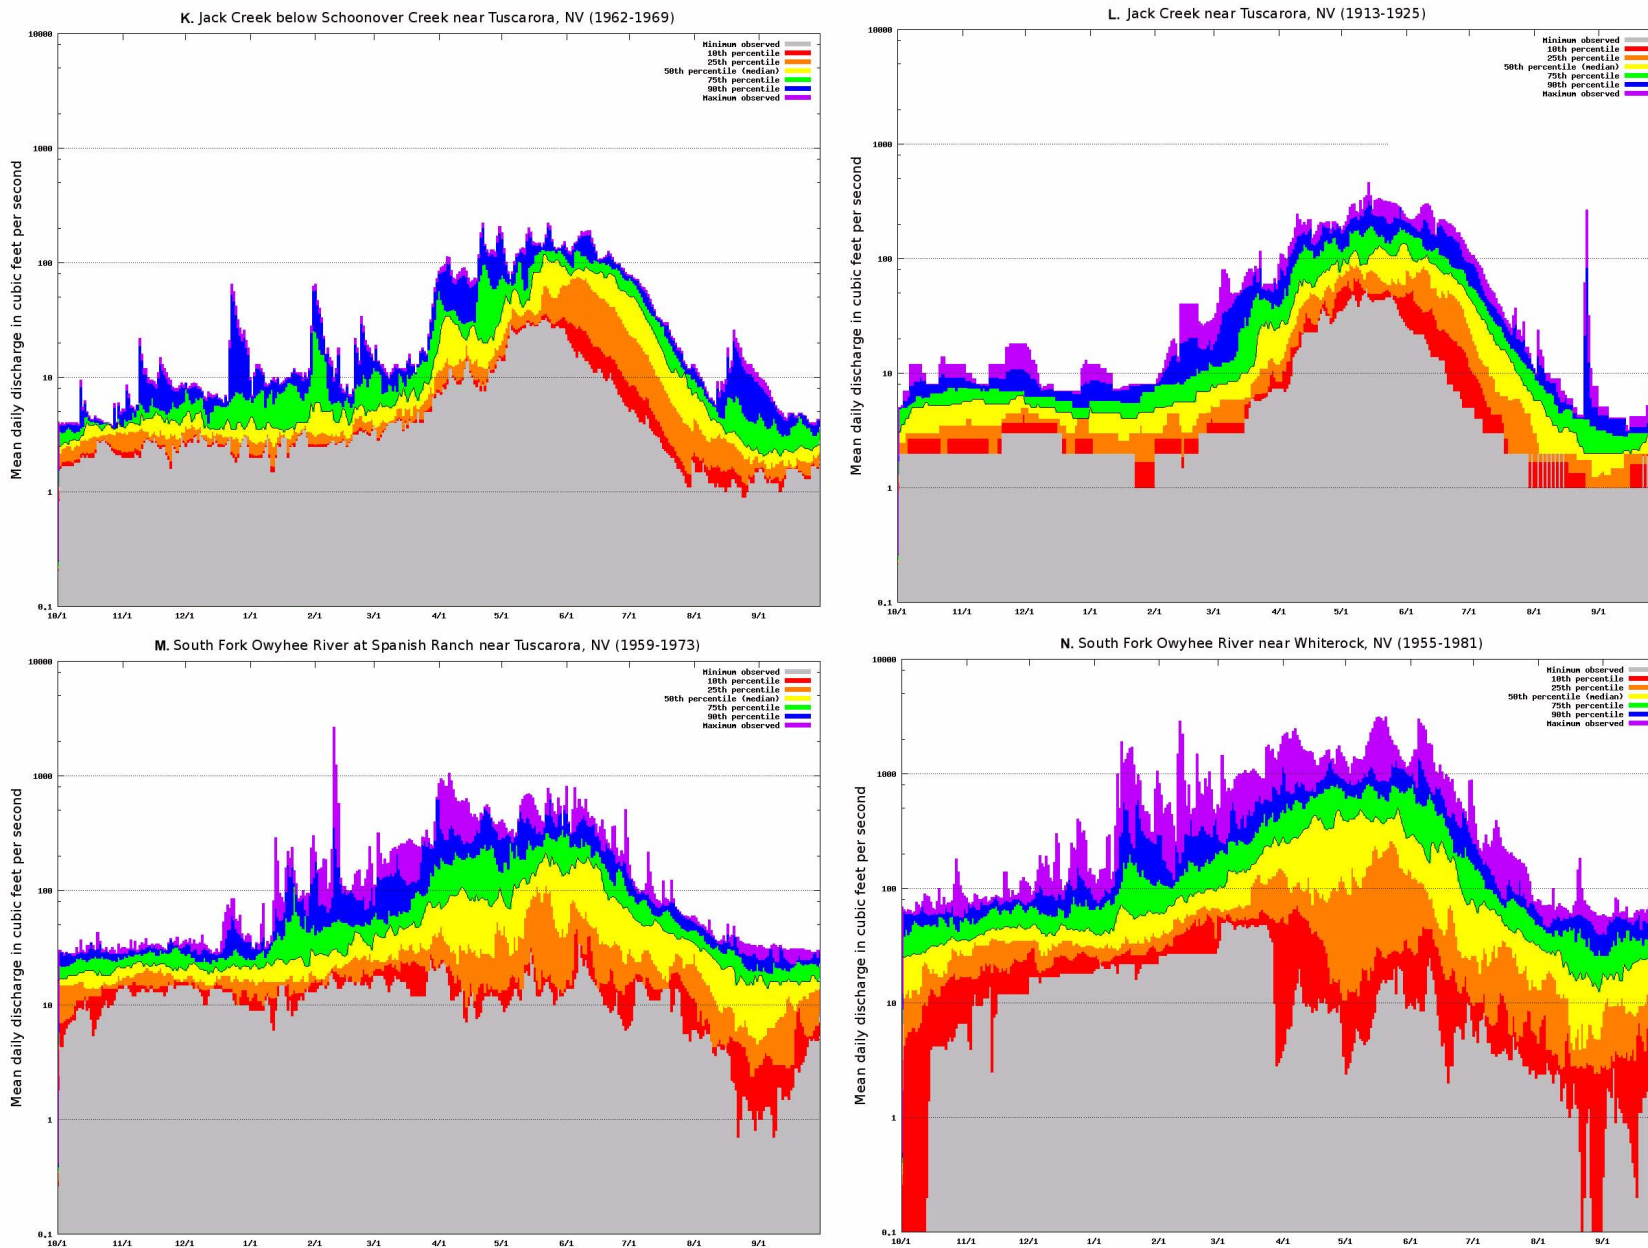 K. Jack Creek below Schoonover Creek near Tuscarora, NV (1962-1969)
10000
1000
100
10
1
0.1
Mean daily discharge in cubic feet per second
Minimum observed
10th percentile
25th percentile
50th percentile (median)
75th percentile
90th percentile
Maximum observed
10/1 11/1 12/1 1/1 2/1 3/1 4/1 5/1 6/1 7/1 8/1 9/1
L. Jack Creek near Tuscarora, NV (1913-1925)
10000
1000
100
10
1
0.1
Mean daily discharge in cubic feet per second
Minimum observed
10th percentile
25th percentile
50th percentile (median)
75th percentile
90th percentile
Maximum observed
10/1 11/1 12/1 1/1 2/1 3/1 4/1 5/1 6/1 7/1 8/1 9/1
M. South Fork Owyhee River at Spanish Ranch near Tuscarora, NV (1959-1973)
10000
1000
100
10
1
0.1
Mean daily discharge in cubic feet per second
Minimum observed
10th percentile
25th percentile
50th percentile (median)
75th percentile
90th percentile
Maximum observed
10/1 11/1 12/1 1/1 2/1 3/1 4/1 5/1 6/1 7/1 8/1 9/1
N. South Fork Owyhee River near Whiterock, NV (1955-1981)
10000
1000
100
10
1
0.1
Mean daily discharge in cubic feet per second
Minimum observed
10th percentile
25th percentile
50th percentile (median)
75th percentile
90th percentile
Maximum observed
10/1 11/1 12/1 1/1 2/1 3/1 4/1 5/1 6/1 7/1 8/1 9/1